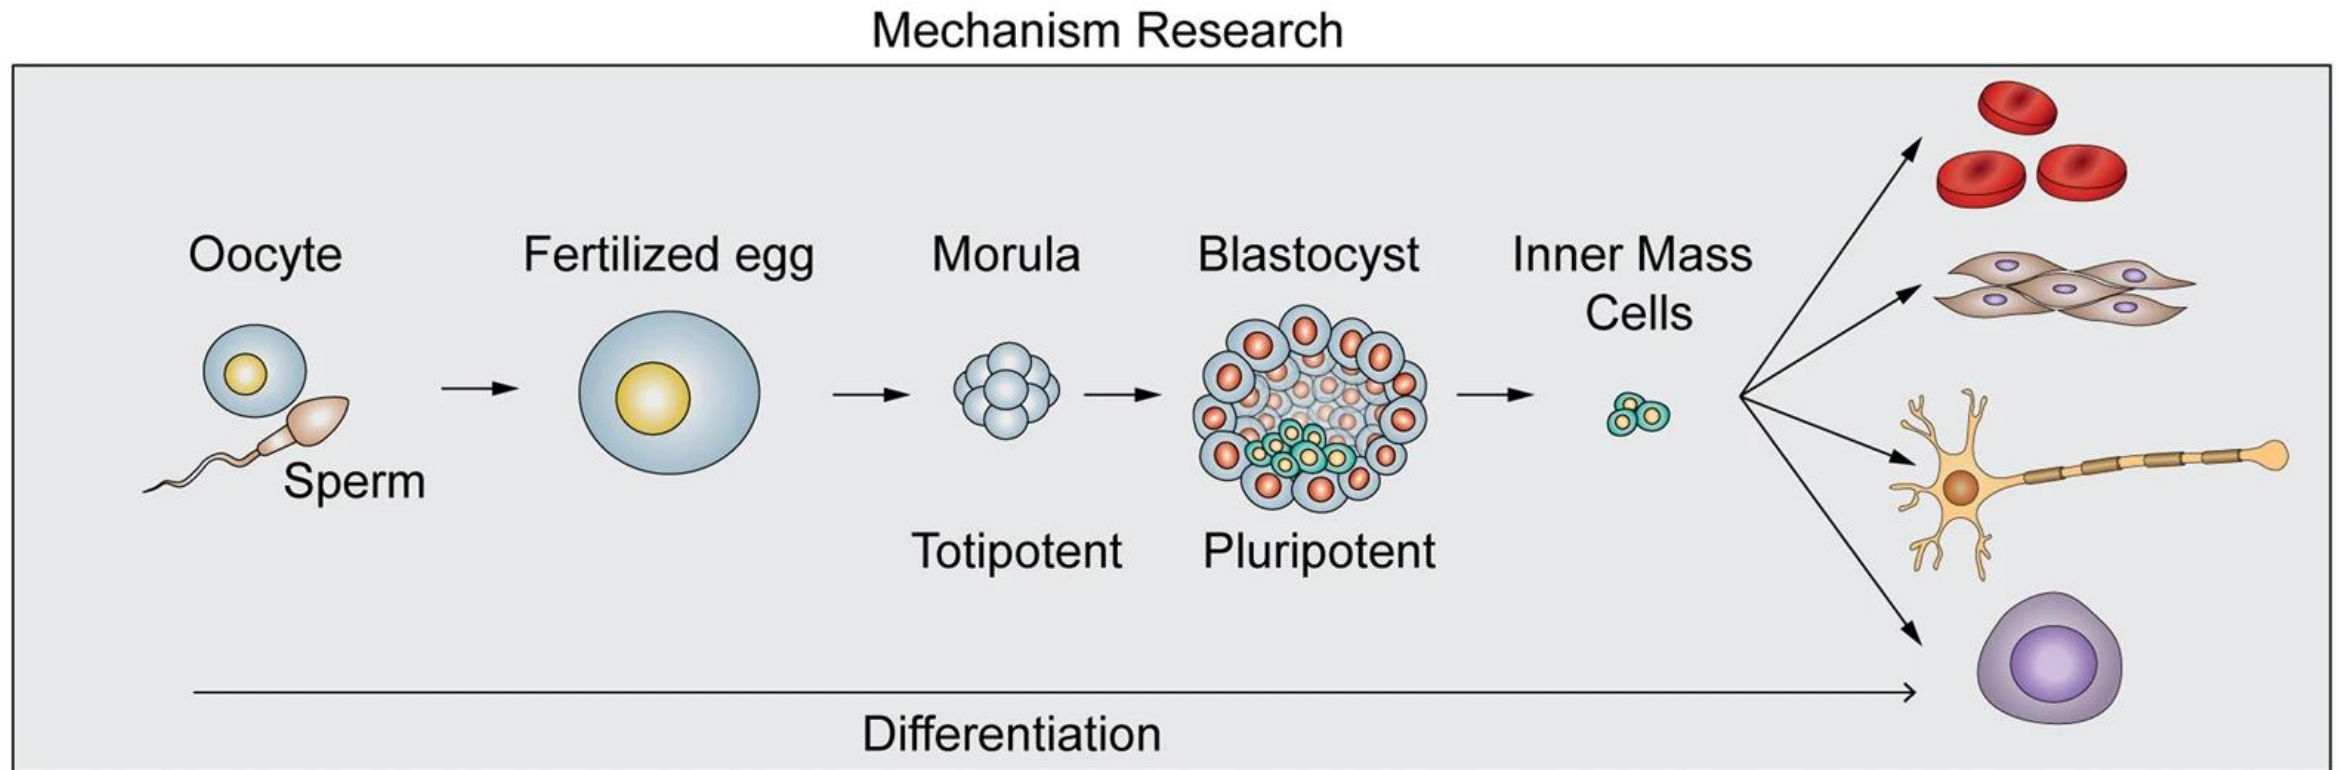 Mechanism Research
Oocyte
Sperm
Fertilized egg
Morula
Totipotent
Blastocyst
Pluripotent
Inner Mass
Cells
Differentiation